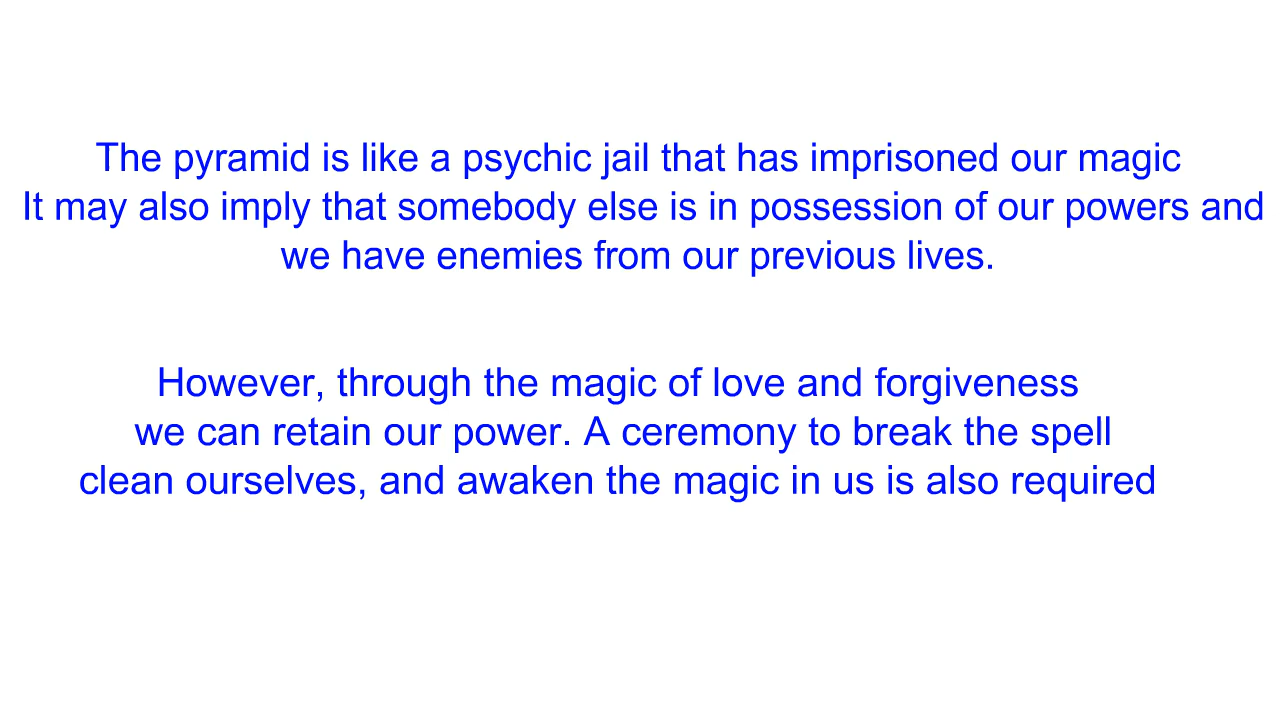 The pyramid is like a psychic jail that has imprisoned our magic
It may also imply that somebody else is in possession of our powers and
we have enemies from our previous lives.
However, through the magic of love and forgiveness
we can retain our power. A ceremony to break the spell
clean ourselves, and awaken the magic in us is also required